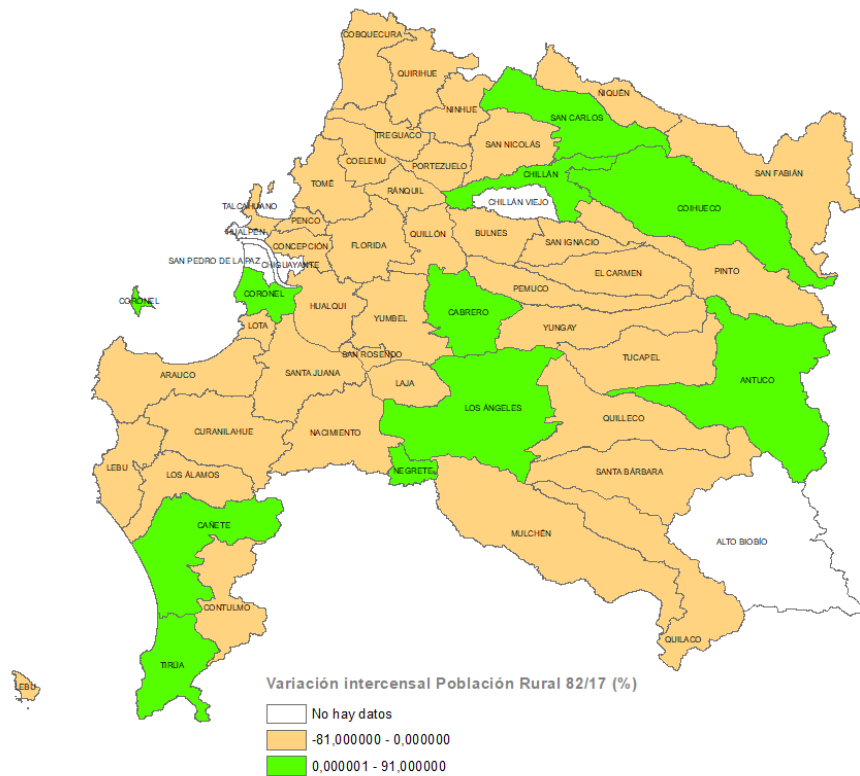 COBQUECURA
QUIRIHUE
ÑIQUÉN
NINHUE
SAN CARLOS
TREGUACO
SAN NICOLÁS
COELEMU
PORTEZUELO
SAN FABIÁN
TOMÉ
CHILLÁN
RÁNQUIL
CHILLÁN VIEJO
TALCAHUANO
COIHUECO
PENCO
HUALPÉN
BULNES
CONCEPCIÓN
FLORIDA
QUILLÓN
SAN IGNACIO
SAN PEDRO DE LA PAZ
CHIGUAYANTE
EL CARMEN
PINTO
PEMUCO
CORONEL
CORONEL
CABRERO
HUALQUI
YUMBEL
LOTA
YUNGAY
SAN ROSENDO
TUCAPEL
ARAUCO
SANTA JUANA
LAJA
ANTUCO
LOS ÁNGELES
QUILLECO
CURANILAHUE
NACIMIENTO
LEBU
NEGRETE
SANTA BÁRBARA
LOS ÁLAMOS
CAÑETE
MULCHÉN
ALTO BIOBÍO
CONTULMO
QUILACO
TIRÚA
LEBU
Variación intercensal Población Rural 82/17 (%)
No hay datos
-81,000000 - 0,000000
0,000001 - 91,000000